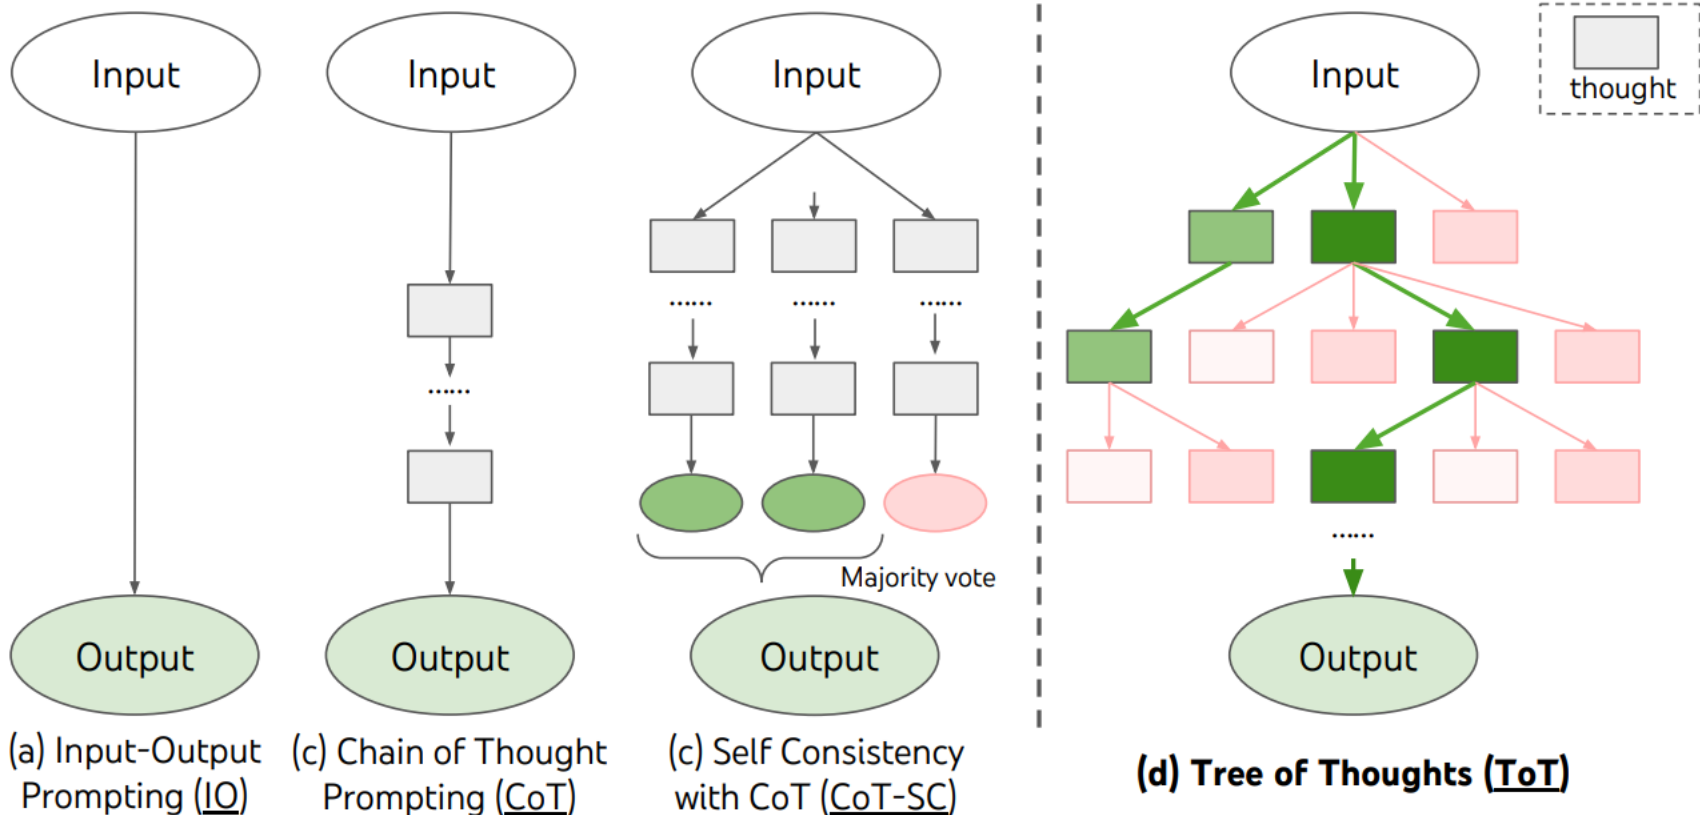 Input
Input
Input
Input
thought
......
......
......
......
......
Majority vote
Output
Output
Output
Output
(a) Input-Output
Prompting (IO)
(c) Chain of Thought
Prompting (CoT)
(c) Self Consistency
with CoT (CoT-SC)
(d) Tree of Thoughts (ToT)